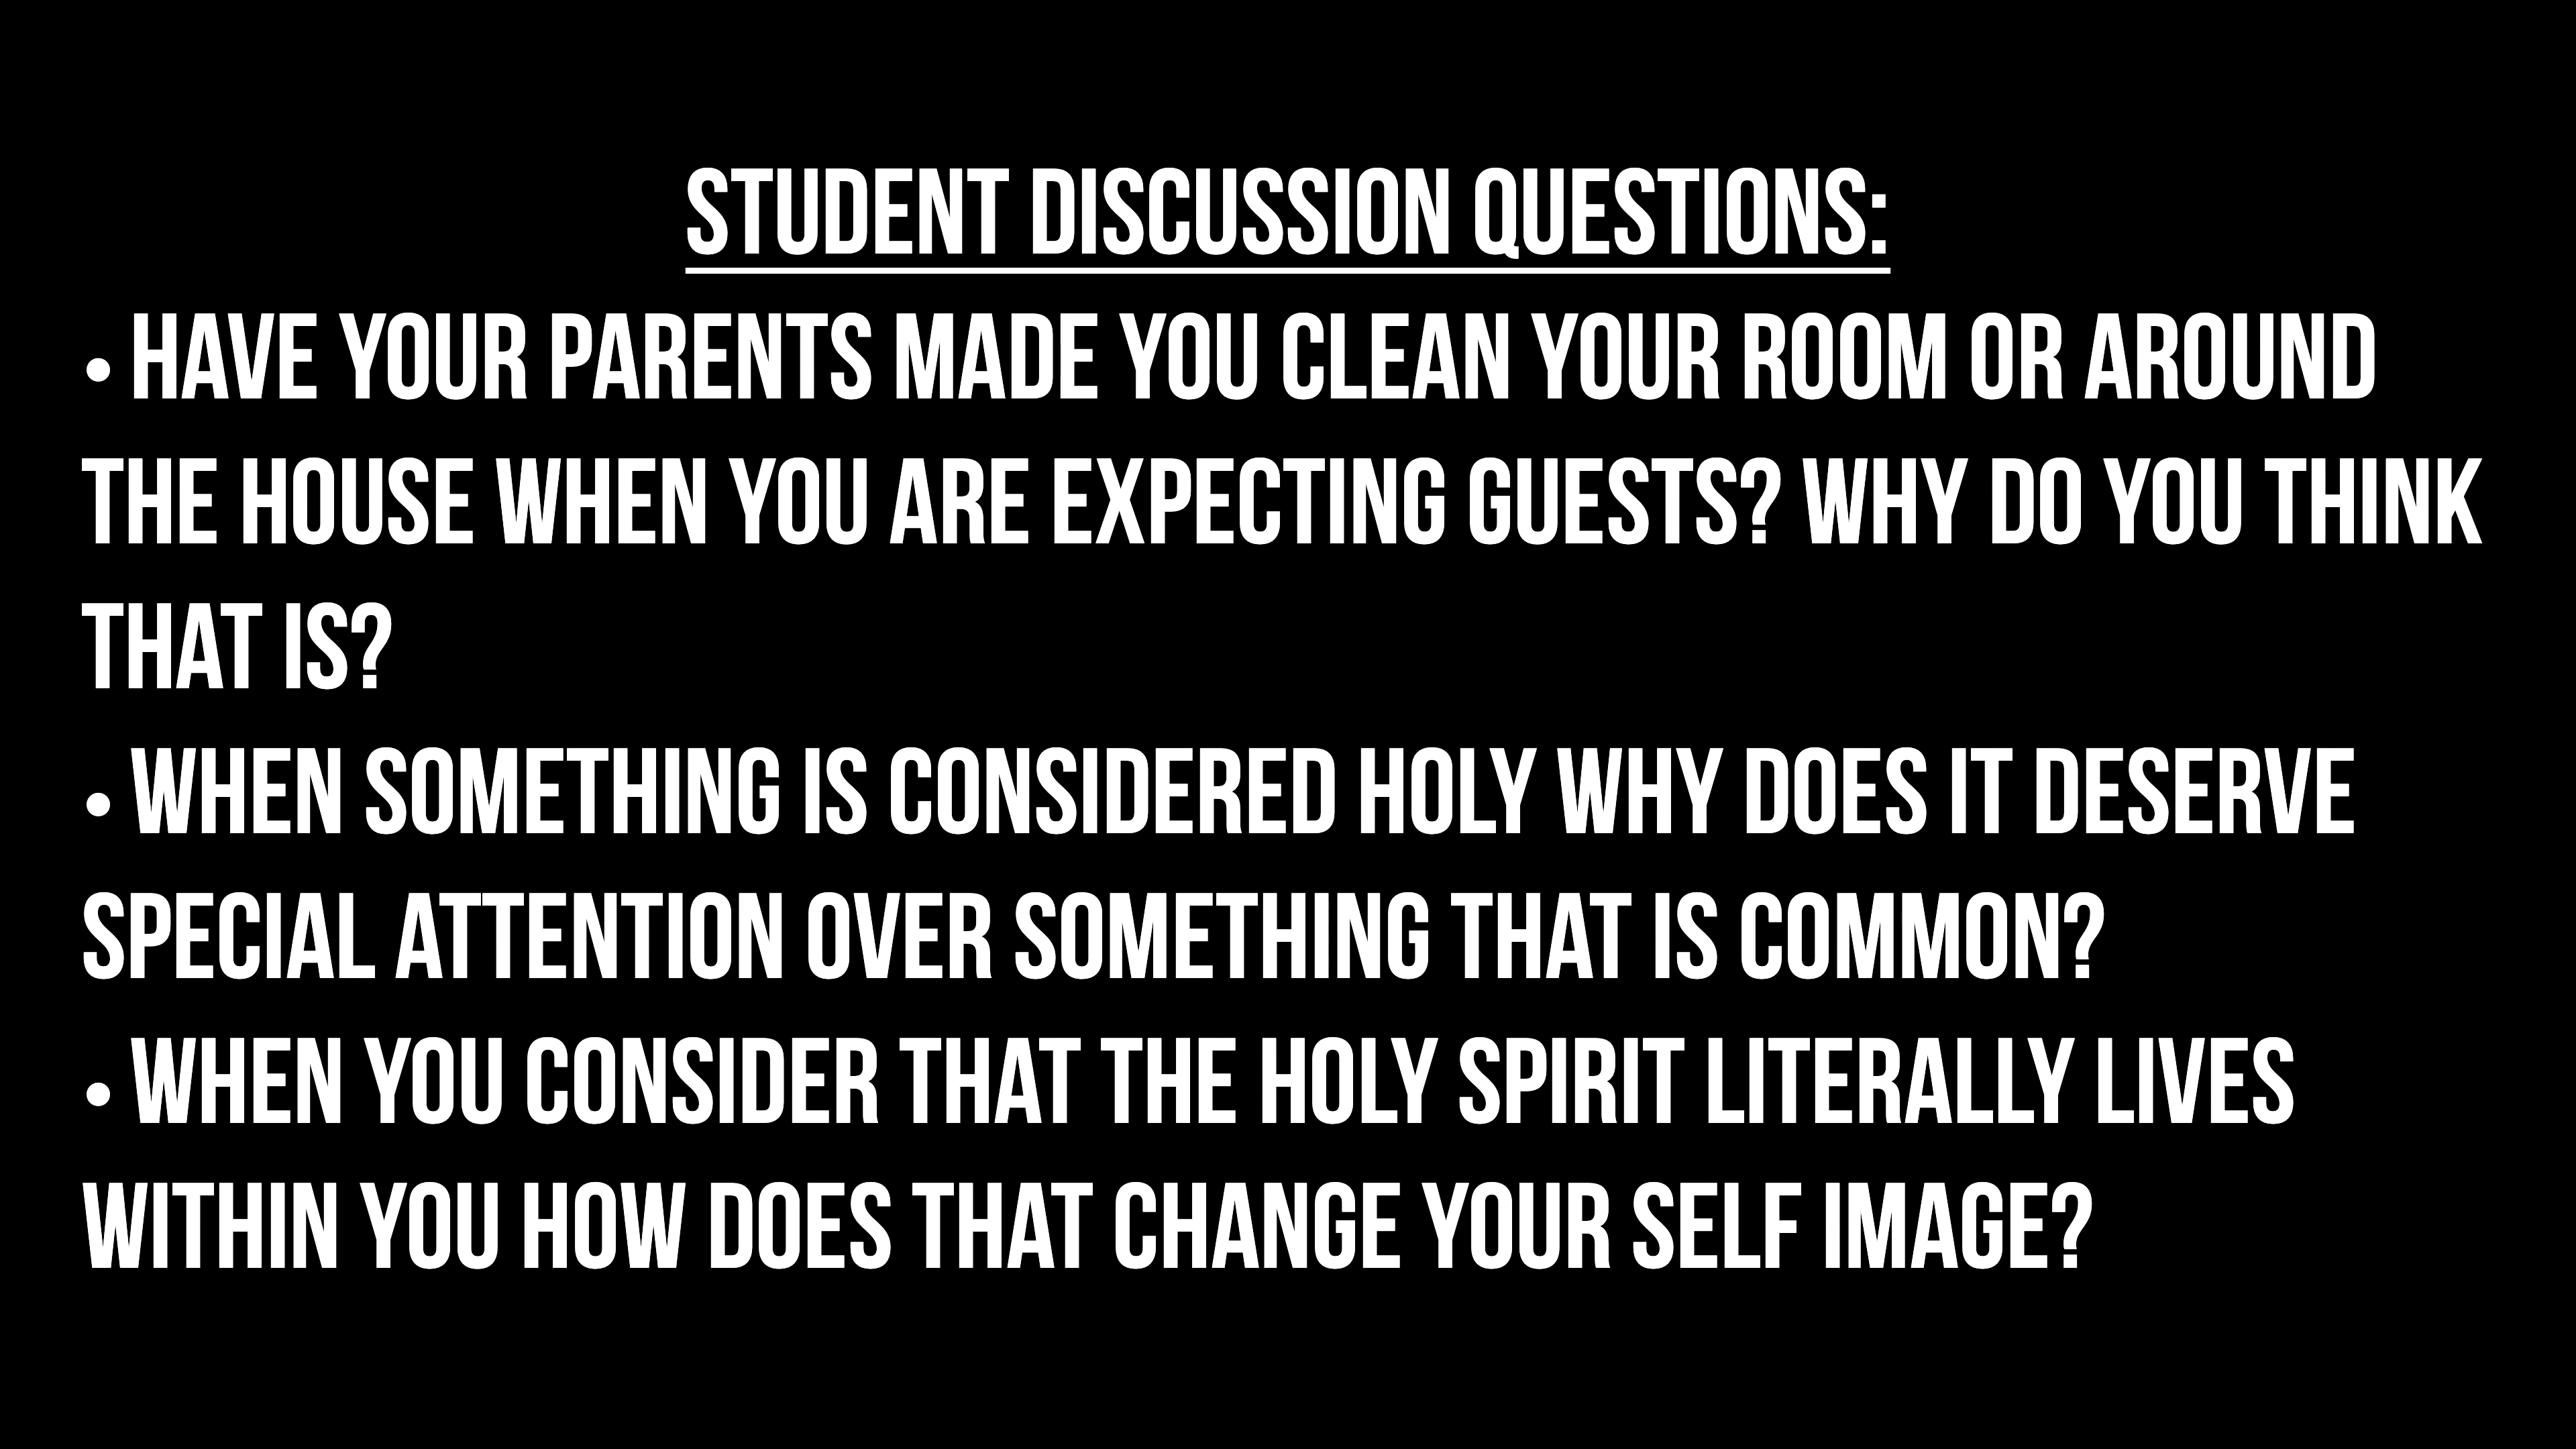 STUDENT DISCUSSION QUESTIONS:
• HAVE YOUR PARENTS MADE YOU CLEAN YOUR ROOM OR AROUND
THE HOUSE WHEN YOU ARE EXPECTING GUESTS? WHY DO YOU THINK
THAT IS?
• WHEN SOMETHING IS CONSIDERED HOLY WHY DOES IT DESERVE
SPECIAL ATTENTION OVER SOMETHING THAT IS COMMON?
• WHEN YOU CONSIDER THAT THE HOLY SPIRIT LITERALLY LIVES
WITHIN YOU HOW DOES THAT CHANGE YOUR SELF IMAGE?